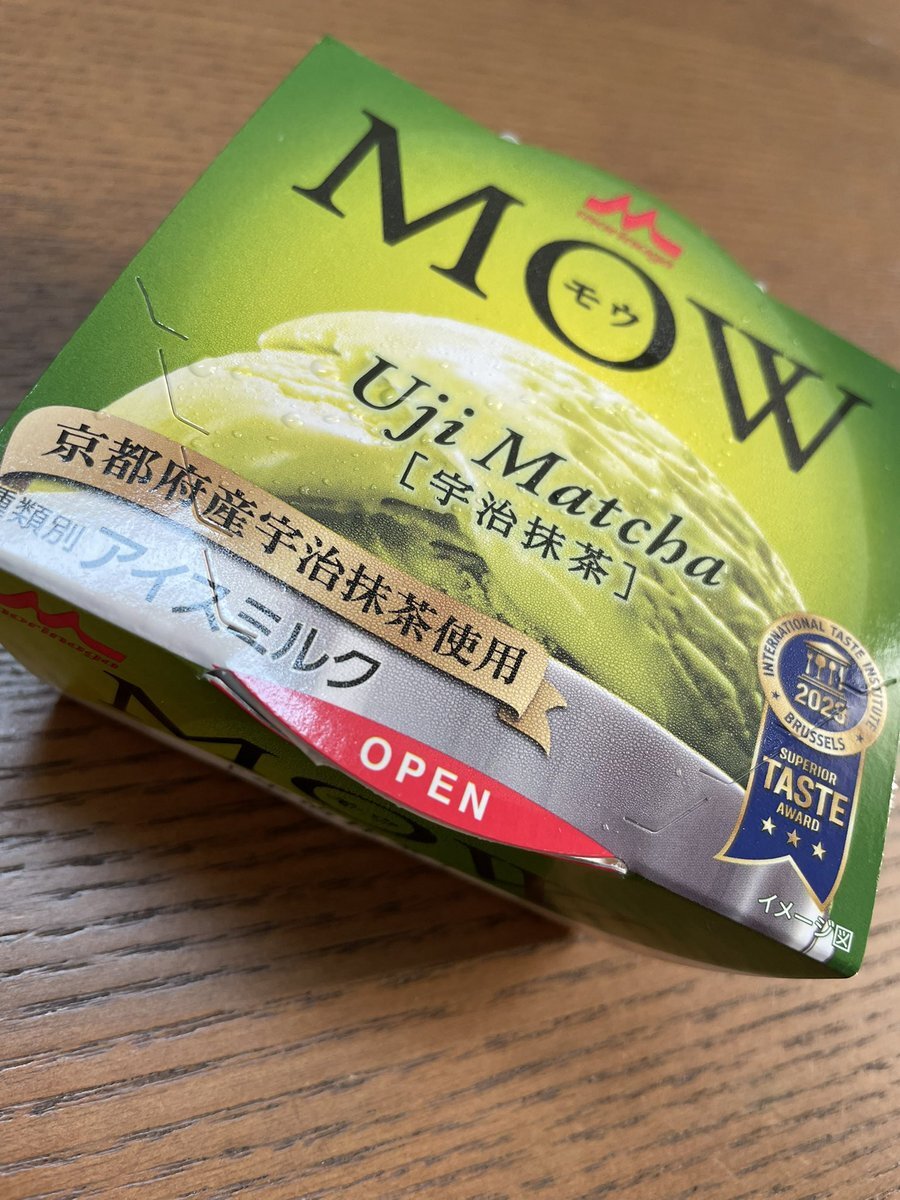 MOW
モウ
Morinaga
Uji Matcha
[宇治抹茶]
京都府産宇治抹茶使用
種類別 アイスミルク
OPEN
INTERNATIONAL TASTE INSTITUTE
2023
BRUSSELS
SUPERIOR
TASTE
AWARD
イメージ図
MOW